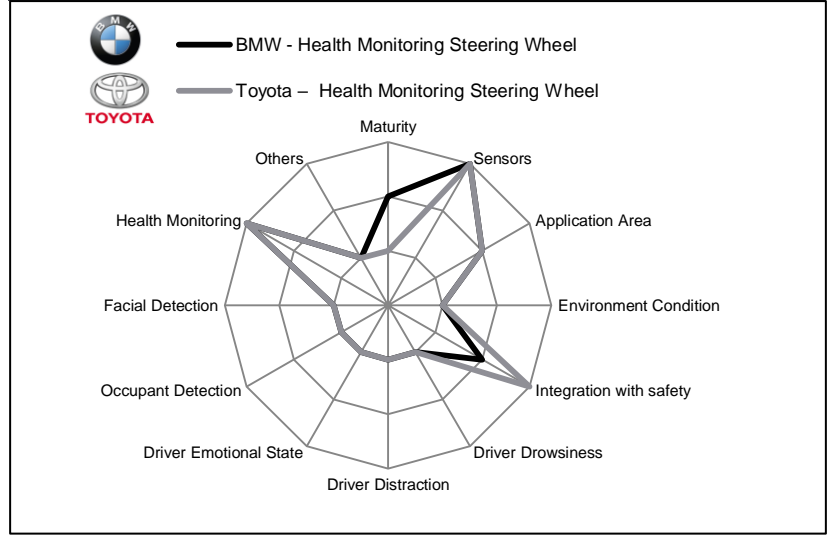 BMW
BMW - Health Monitoring Steering Wheel
TOYOTA
Toyota – Health Monitoring Steering Wheel
Maturity
Others
Sensors
Health Monitoring
Application Area
Facial Detection
Environment Condition
Occupant Detection
Integration with safety
Driver Emotional State
Driver Drowsiness
Driver Distraction